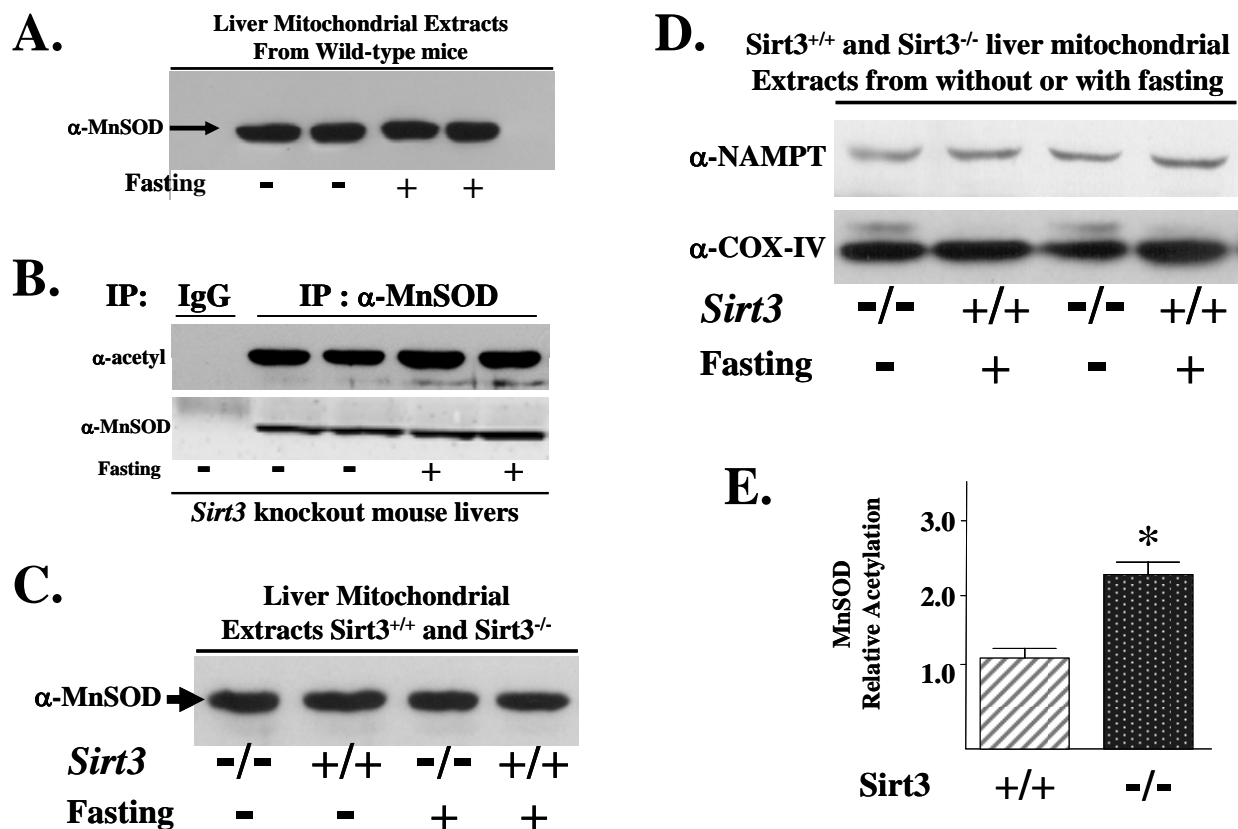 A.
Liver Mitochondrial Extracts
From Wild-type mice
α-MnSOD
Fasting - - + +
B.
IP: IgG IP : α-MnSOD
α-acetyl
α-MnSOD
Fasting - - - + +
Sirt3 knockout mouse livers
C.
Liver Mitochondrial
Extracts Sirt3+/+ and Sirt3-/-
α-MnSOD
Sirt3 -/- +/+ -/- +/+
Fasting - - + +
D.
Sirt3+/+ and Sirt3-/- liver mitochondrial
Extracts from without or with fasting
α-NAMPT
α-COX-IV
Sirt3 -/- +/+ -/- +/+
Fasting - + - +
E.
MnSOD
Relative Acetylation
3.0
2.0
1.0
*
Sirt3 +/+ -/-